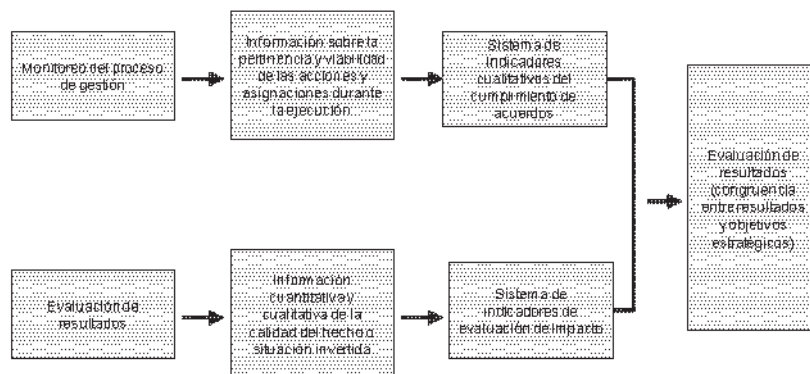 Monitoreo del proceso
de gestión
Información sobre la
pertinencia y viabilidad
de las acciones y
asignaciones durante
la ejecución
Sistema de
indicadores
cualitativos del
cumplimiento de
acuerdos
Evaluación de
resultados
(congruencia
entre resultados
y objetivos
estratégicos)
Evaluación de
resultados
Información
cuantitativa y
cualitativa de la
calidad del hecho o
situación invertida
Sistema de
indicadores de
evaluación de impacto